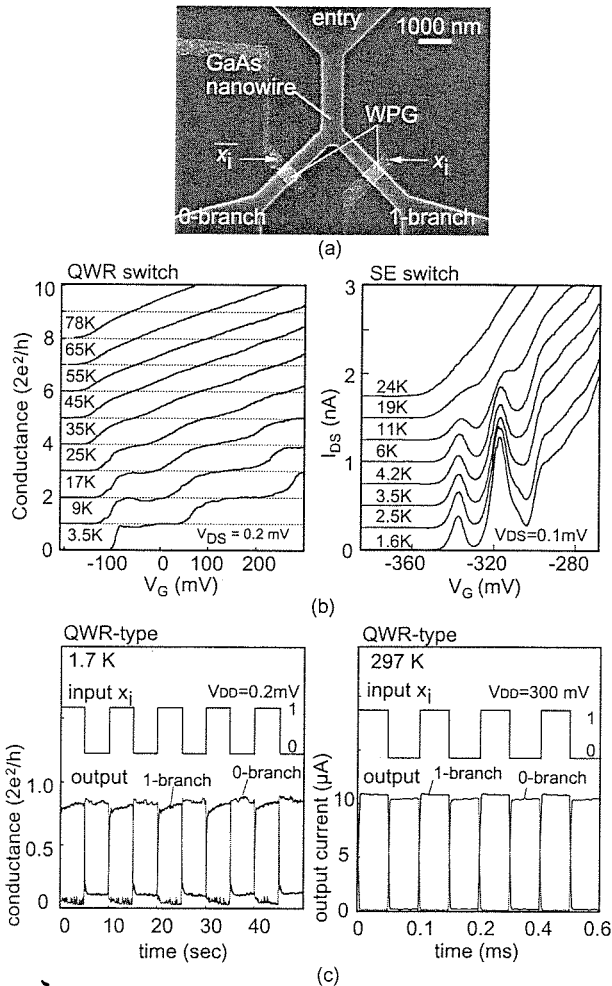 entry
1000 nm
GaAs
nanowire
WPG
x̅i
xi
0-branch
1-branch
(a)
QWR switch
Conductance (2e²/h)
10
8
6
4
2
0
78K
65K
55K
45K
35K
25K
17K
9K
3.5K
VDS = 0.2 mV
-100
0
100
200
VG (mV)
SE switch
IDS (nA)
3
2
1
0
24K
19K
11K
6K
4.2K
3.5K
2.5K
1.6K
VDS=0.1mV
-360
-320
-280
VG (mV)
(b)
QWR-type
1.7 K
input xi
VDD=0.2mV
1
0
output
1-branch
0-branch
conductance (2e²/h)
1.0
0.5
0
0
10
20
30
40
time (sec)
QWR-type
297 K
input xi
VDD=300 mV
1
0
output
1-branch
0-branch
output current (μA)
10
5
0
0
0.1
0.2
0.3
0.4
0.6
time (ms)
(c)